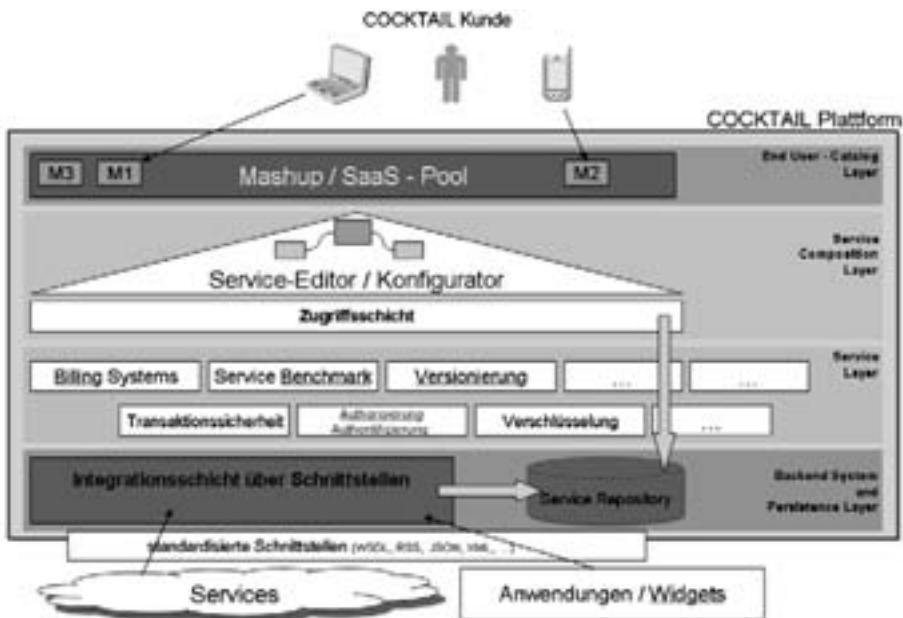 COCKTAIL Kunde
COCKTAIL Plattform
M3
M1
Mashup / SaaS - Pool
M2
End User - Catalog
Layer
Service
Composition
Layer
Service-Editor / Konfigurator
Zugriffsschicht
Service
Layer
Billing Systems
Service Benchmark
Versionierung
...
...
Transaktionssicherheit
Autorisierung
Authentifizierung
Verschlüsselung
...
Integrationsschicht über Schnittstellen
Service Repository
Backend System
and
Persistance Layer
standardisierte Schnittstellen (WSDL, RSS, JSON, XML, ...)
Services
Anwendungen / Widgets